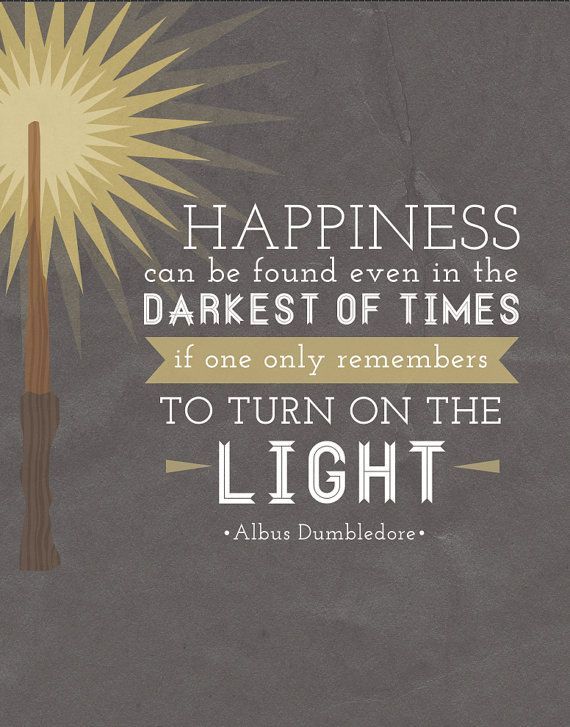 HAPPINESS
can be found even in the
DARKEST OF TIMES
if one only remembers
TO TURN ON THE
LIGHT
•Albus Dumbledore•